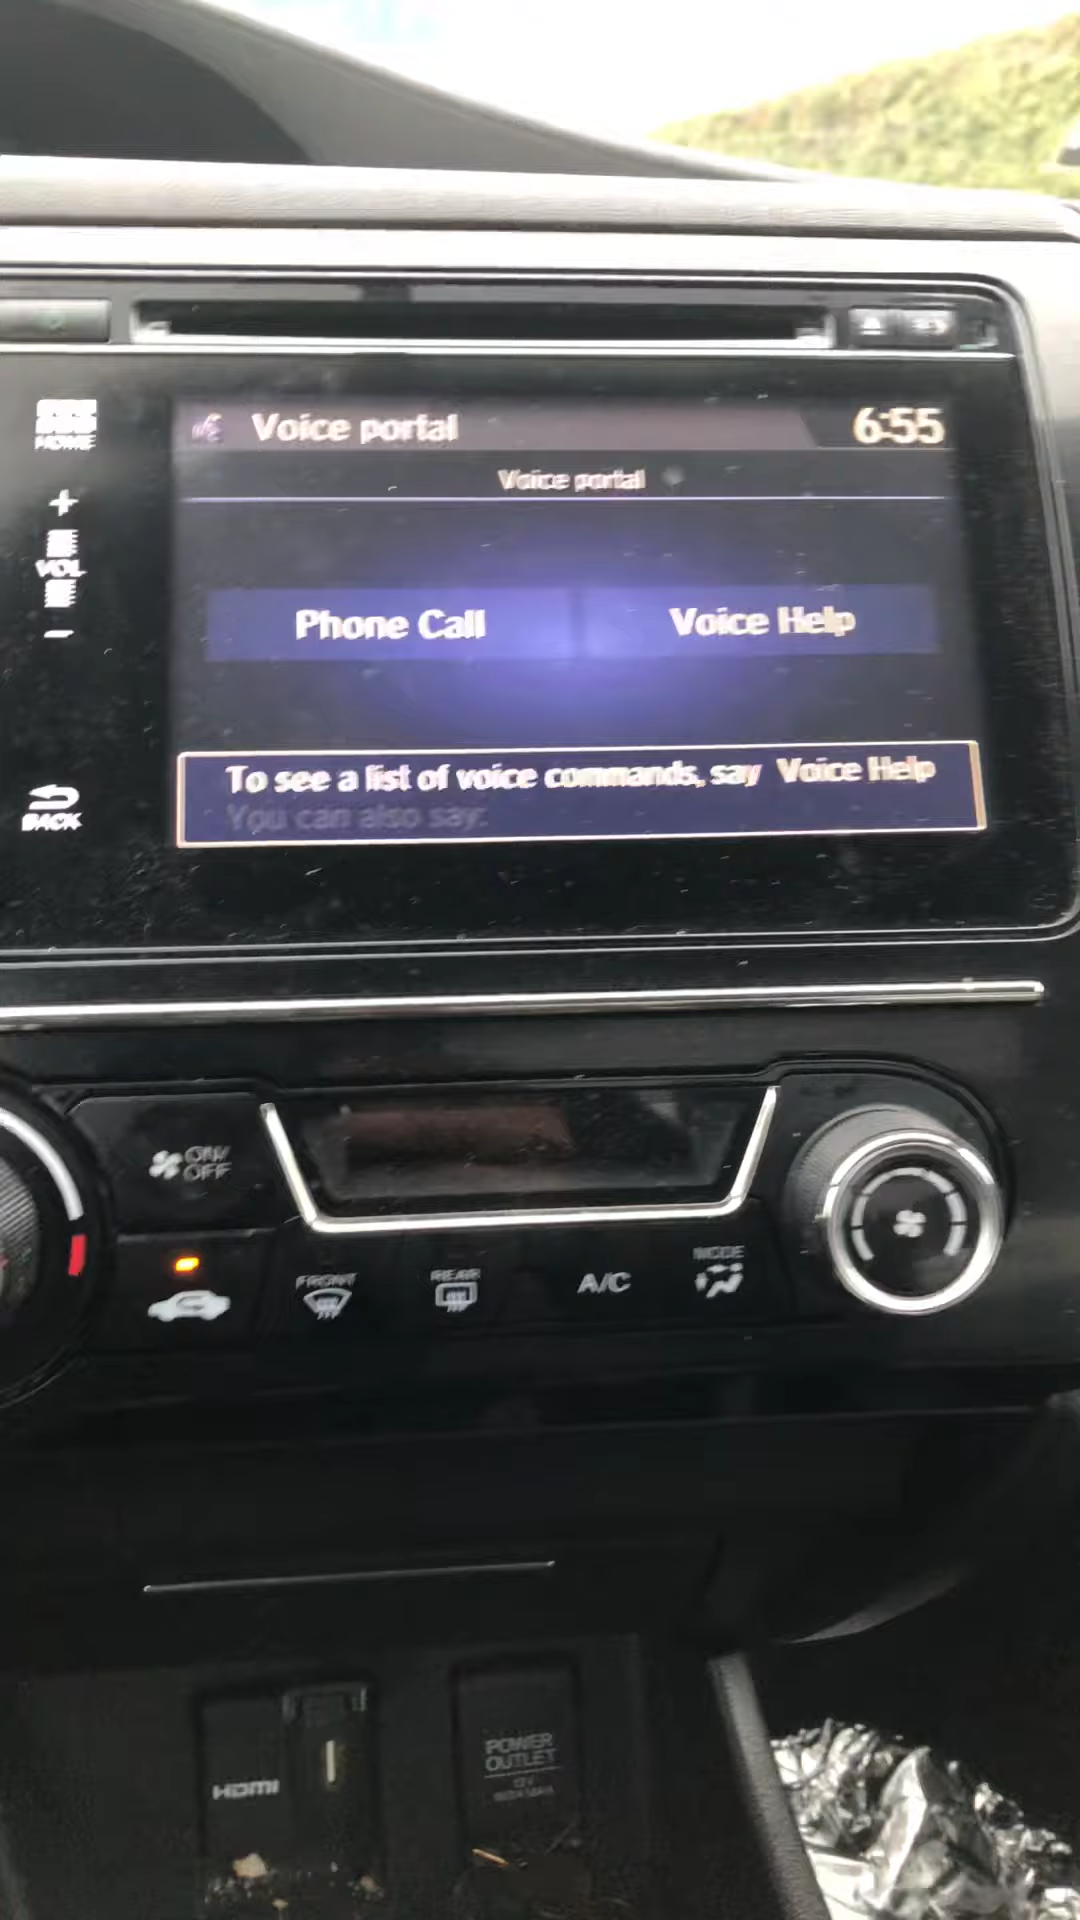 HOME
Voice portal
6:55
Voice portal
+
VOL
−
Phone Call
Voice Help
To see a list of voice commands, say Voice Help
You can also say:
BACK
ON/
OFF
FRONT
REAR
A/C
MODE
HDMI
POWER
OUTLET
12V